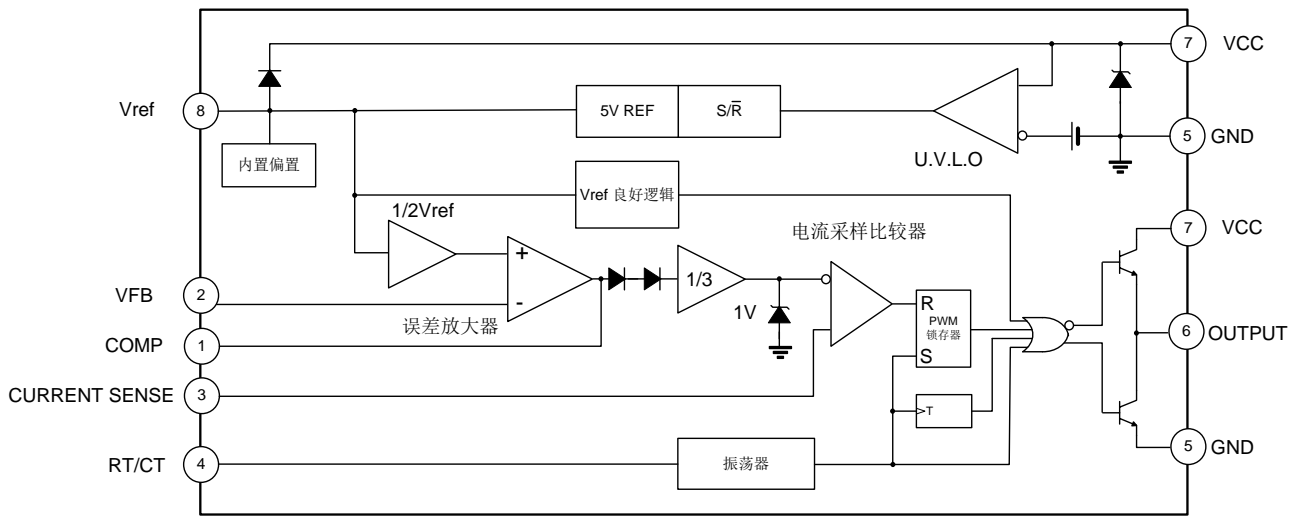 7
VCC
Vref
8
5V REF
S/R̅
5
GND
内置偏置
U.V.L.O
Vref 良好逻辑
1/2Vref
电流采样比较器
7
VCC
+
1/3
VFB
2
-
1V
R
PWM
锁存器
误差放大器
6
OUTPUT
COMP
1
S
CURRENT SENSE
3
T
5
GND
RT/CT
4
振荡器